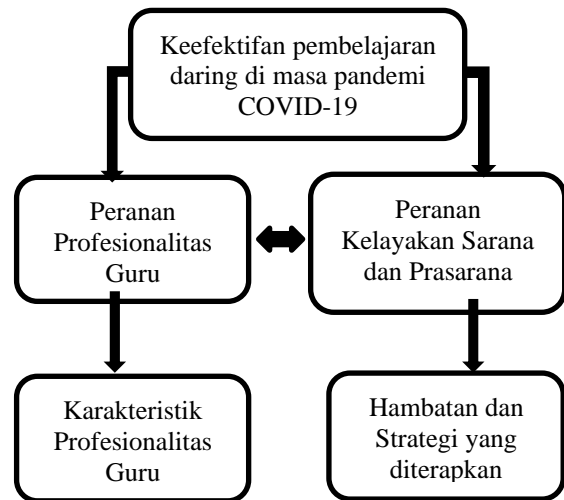 Keefektifan pembelajaran
daring di masa pandemi
COVID-19
Peranan
Profesionalitas
Guru
Peranan
Kelayakan Sarana
dan Prasarana
Karakteristik
Profesionalitas
Guru
Hambatan dan
Strategi yang
diterapkan